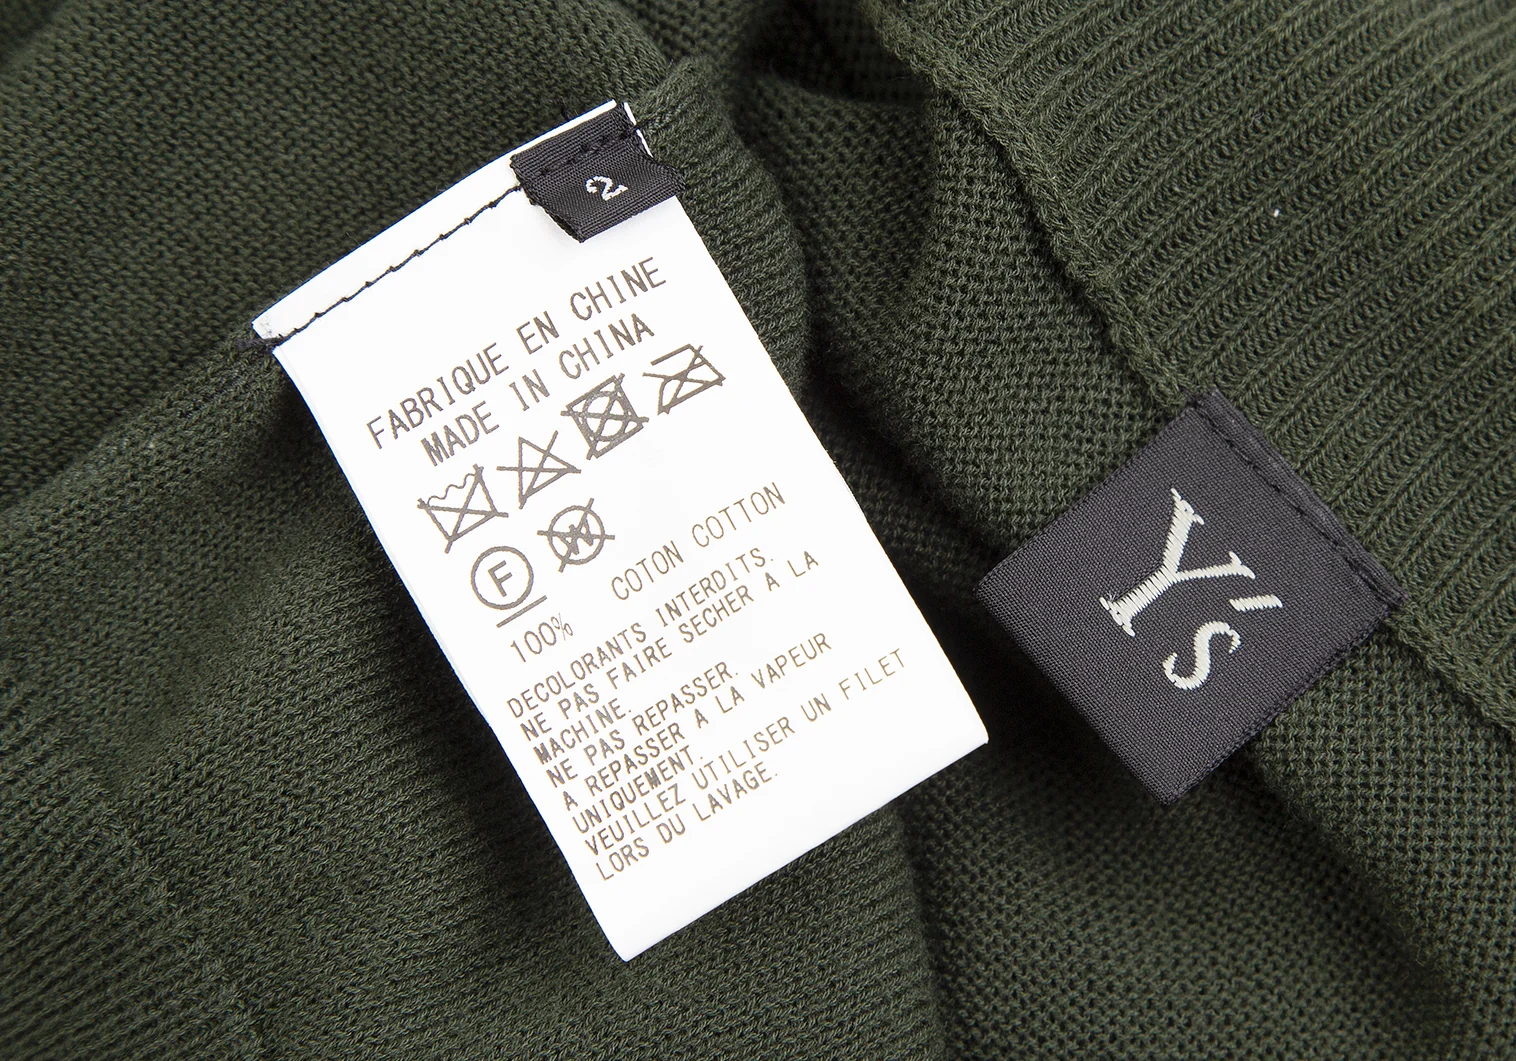 2
FABRIQUE EN CHINE
MADE IN CHINA
F
W
100% COTON COTTON
DECOLORANTS INTERDITS.
NE PAS FAIRE SECHER A LA
MACHINE.
NE PAS REPASSER.
A REPASSER A LA VAPEUR
UNIQUEMENT.
VEUILLEZ UTILISER UN FILET
LORS DU LAVAGE.
Y's